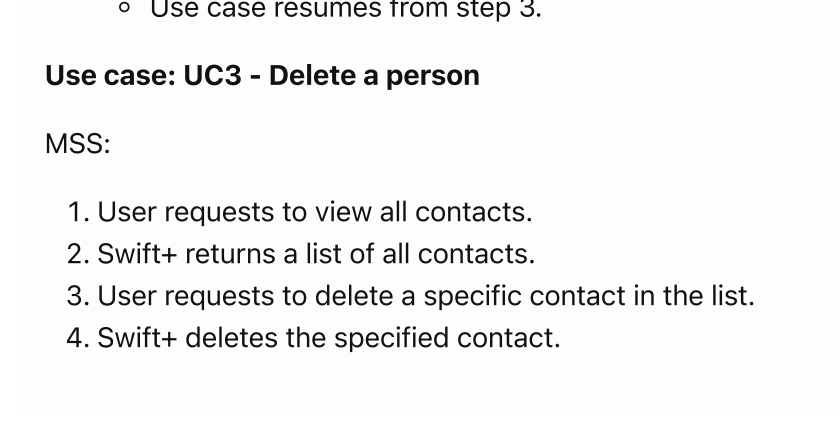 ◦ Use case resumes from step 3.
Use case: UC3 - Delete a person
MSS:
1. User requests to view all contacts.
2. Swift+ returns a list of all contacts.
3. User requests to delete a specific contact in the list.
4. Swift+ deletes the specified contact.